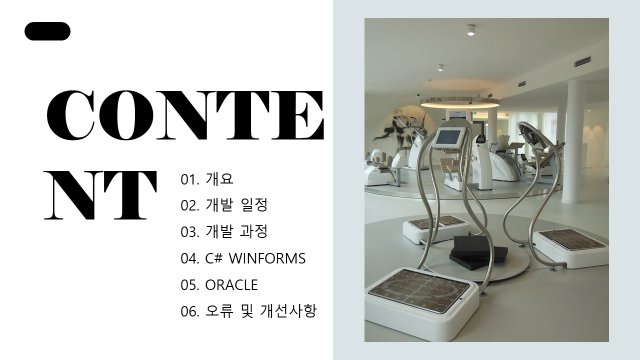 CONTE
NT
01. 개요
02. 개발 일정
03. 개발 과정
04. C# WINFORMS
05. ORACLE
06. 오류 및 개선사항